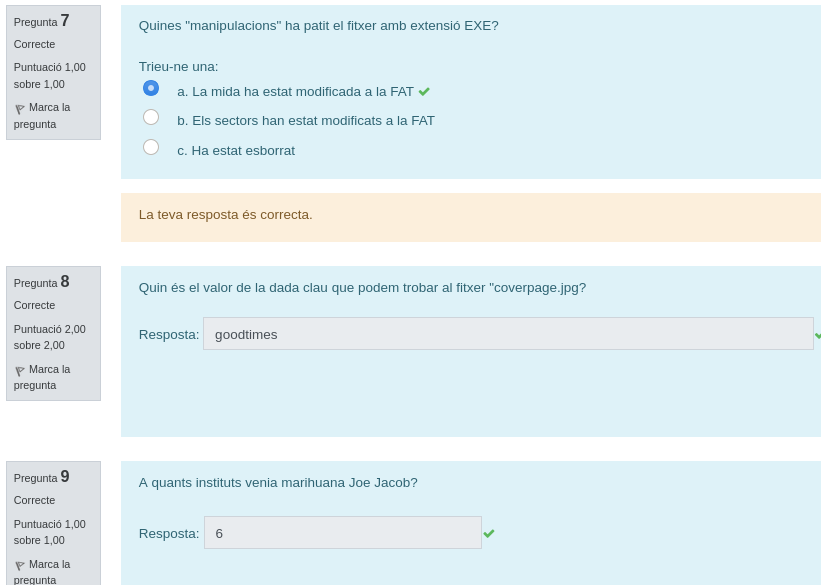 Pregunta 7
Correcte
Puntuació 1,00
sobre 1,00
Marca la
pregunta
Quines "manipulacions" ha patit el fitxer amb extensió EXE?
Trieu-ne una:
a. La mida ha estat modificada a la FAT
b. Els sectors han estat modificats a la FAT
c. Ha estat esborrat
La teva resposta és correcta.
Pregunta 8
Correcte
Puntuació 2,00
sobre 2,00
Marca la
pregunta
Quin és el valor de la dada clau que podem trobar al fitxer "coverpage.jpg?
Resposta: goodtimes
Pregunta 9
Correcte
Puntuació 1,00
sobre 1,00
Marca la
pregunta
A quants instituts venia marihuana Joe Jacob?
Resposta: 6